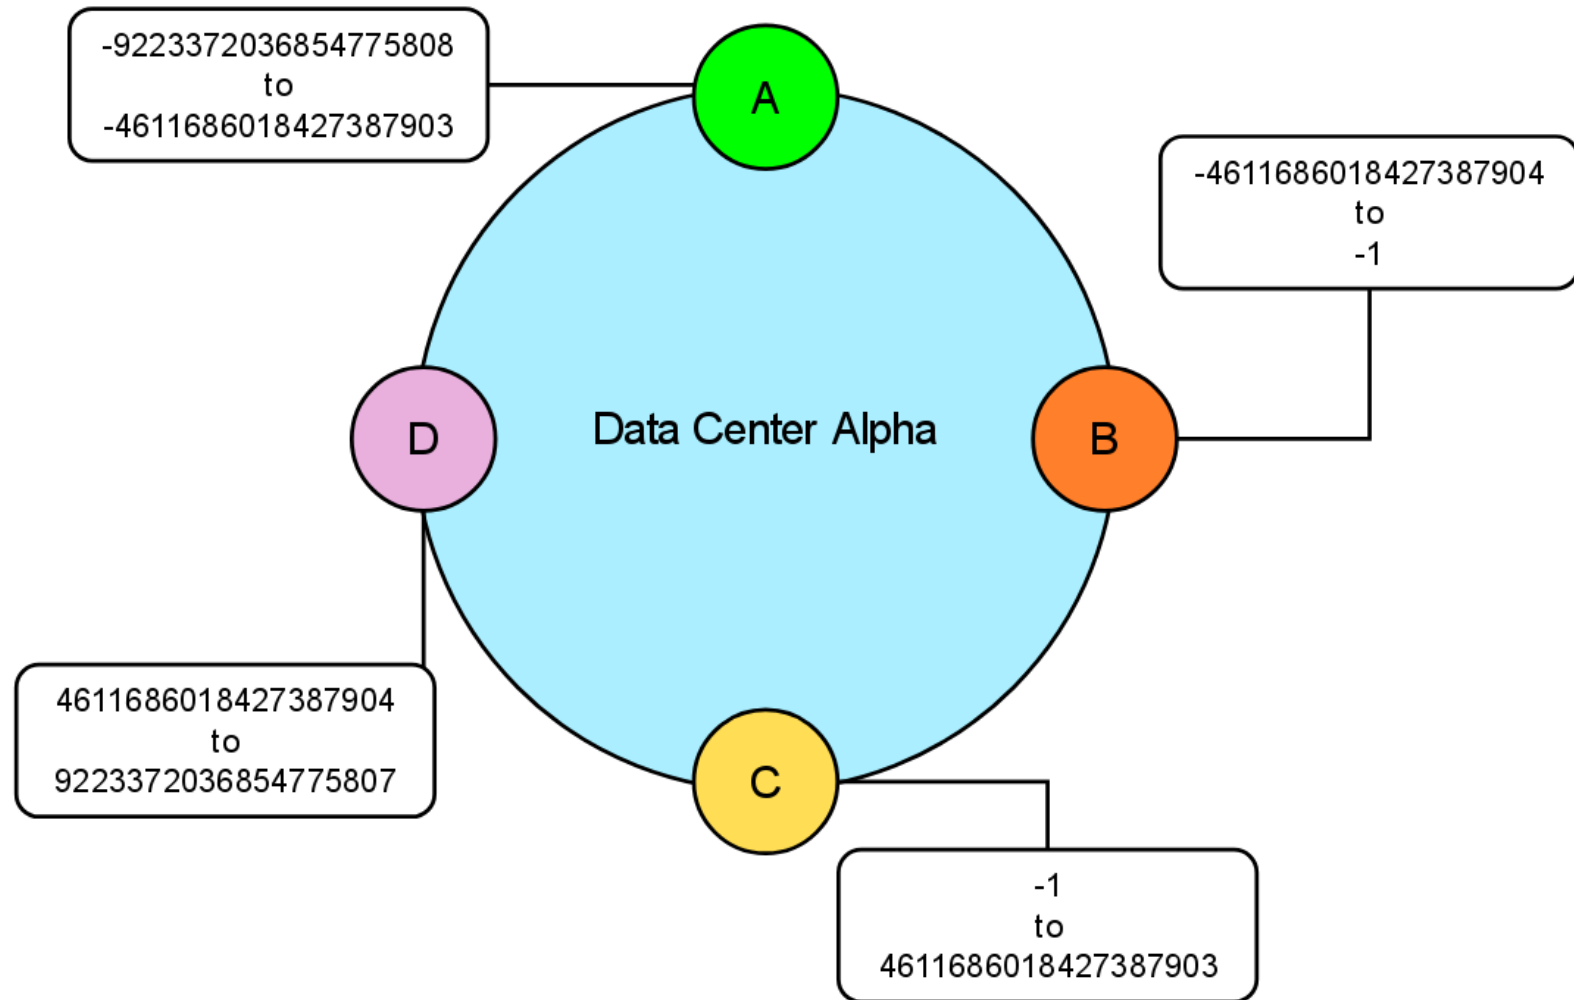 -9223372036854775808
to
-4611686018427387903
A
-4611686018427387904
to
-1
D
Data Center Alpha
B
4611686018427387904
to
9223372036854775807
C
-1
to
4611686018427387903